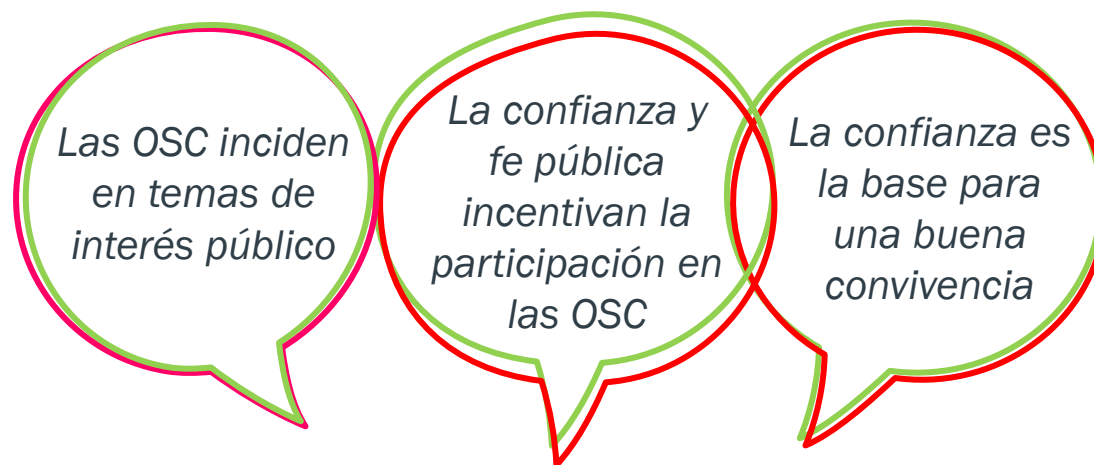 Las OSC inciden
en temas de
interés público
La confianza y
fe pública
incentivan la
participación en
las OSC
La confianza es
la base para
una buena
convivencia